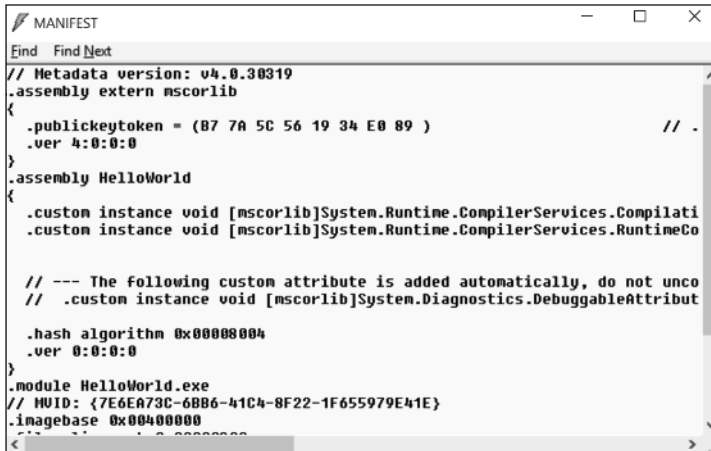 MANIFEST
Find Find Next
// Metadata version: v4.0.30319
.assembly extern mscorlib
{
  .publickeytoken = (B7 7A 5C 56 19 34 E0 89 )                         // .
  .ver 4:0:0:0
}
.assembly HelloWorld
{
  .custom instance void [mscorlib]System.Runtime.CompilerServices.Compilati
  .custom instance void [mscorlib]System.Runtime.CompilerServices.RuntimeCo
  // --- The following custom attribute is added automatically, do not unco
  //  .custom instance void [mscorlib]System.Diagnostics.DebuggableAttribut
  .hash algorithm 0x00008004
  .ver 0:0:0:0
}
.module HelloWorld.exe
// MVID: {7E6EA73C-6BB6-41C4-8F22-1F655979E41E}
.imagebase 0x00400000